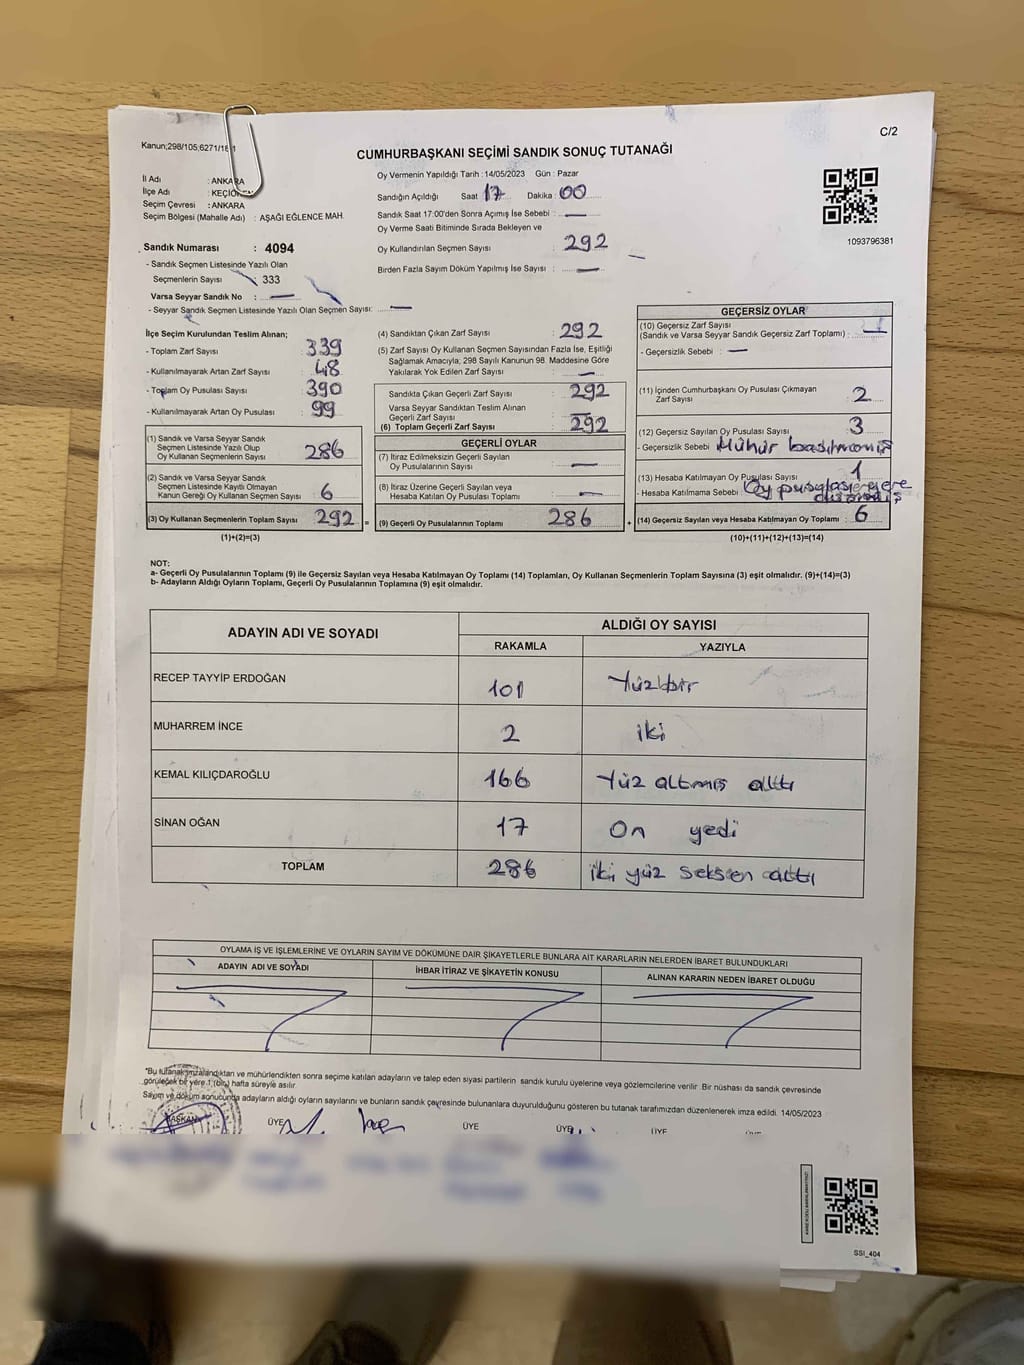 C/2
Kanun;298/105;6271/18
CUMHURBAŞKANI SEÇİMİ SANDIK SONUÇ TUTANAĞI
İl Adı : ANKARA
İlçe Adı : KEÇİÖREN
Seçim Çevresi : ANKARA
Seçim Bölgesi (Mahalle Adı) : AŞAĞI EĞLENCE MAH.
Oy Vermenin Yapıldığı Tarih : 14/05/2023 Gün : Pazar
Sandığın Açıldığı Saat 17 Dakika : 00
Sandık Saat 17:00'den Sonra Açımış İse Sebebi : —
Oy Verme Saati Bitiminde Sırada Bekleyen ve
Oy Kullandırılan Seçmen Sayısı : 292
Birden Fazla Sayım Döküm Yapılmış İse Sayısı : —
1093796381
Sandık Numarası : 4094
- Sandık Seçmen Listesinde Yazılı Olan
Seçmenlerin Sayısı : 333
Varsa Seyyar Sandık No : —
- Seyyar Sandık Seçmen Listesinde Yazılı Olan Seçmen Sayısı: —
İlçe Seçim Kurulundan Teslim Alınan;
- Toplam Zarf Sayısı : 339
- Kullanılmayarak Artan Zarf Sayısı : 48
- Toplam Oy Pusulası Sayısı : 390
- Kullanılmayarak Artan Oy Pusulası : 99
(1) Sandık ve Varsa Seyyar Sandık
Seçmen Listesinde Yazılı Olup
Oy Kullanan Seçmenlerin Sayısı : 286
(2) Sandık ve Varsa Seyyar Sandık
Seçmen Listesinde Kayıtlı Olmayan
Kanun Gereği Oy Kullanan Seçmen Sayısı : 6
(3) Oy Kullanan Seçmenlerin Toplam Sayısı : 292 =
(1)+(2)=(3)
(4) Sandıktan Çıkan Zarf Sayısı : 292
(5) Zarf Sayısı Oy Kullanan Seçmen Sayısından Fazla İse, Eşitliği
Sağlamak Amacıyla; 298 Sayılı Kanunun 98. Maddesine Göre
Yakılarak Yok Edilen Zarf Sayısı : —
Sandıkta Çıkan Geçerli Zarf Sayısı : 292
Varsa Seyyar Sandıktan Teslim Alınan
Geçerli Zarf Sayısı : —
(6) Toplam Geçerli Zarf Sayısı : 292
GEÇERLİ OYLAR
(7) İtiraz Edilmeksizin Geçerli Sayılan
Oy Pusulalarının Sayısı : —
(8) İtiraz Üzerine Geçerli Sayılan veya
Hesaba Katılan Oy Pusulası Toplamı : —
(9) Geçerli Oy Pusulalarının Toplamı : 286 +
GEÇERSİZ OYLAR
(10) Geçersiz Zarf Sayısı
(Sandık ve Varsa Seyyar Sandık Geçersiz Zarf Toplamı) : —
- Geçersizlik Sebebi : —
(11) İçinden Cumhurbaşkanı Oy Pusulası Çıkmayan
Zarf Sayısı : 2
(12) Geçersiz Sayılan Oy Pusulası Sayısı : 3
- Geçersizlik Sebebi : Mühür basılmamış
(13) Hesaba Katılmayan Oy Pusulası Sayısı : 1
- Hesaba Katılmama Sebebi : Oy pusulası
(14) Geçersiz Sayılan veya Hesaba Katılmayan Oy Toplamı : 6
(10)+(11)+(12)+(13)=(14)
NOT:
a- Geçerli Oy Pusulalarının Toplamı (9) ile Geçersiz Sayılan veya Hesaba Katılmayan Oy Toplamı (14) Toplamları, Oy Kullanan Seçmenlerin Toplam Sayısına (3) eşit olmalıdır. (9)+(14)=(3)
b- Adayların Aldığı Oyların Toplamı, Geçerli Oy Pusulalarının Toplamına (9) eşit olmalıdır.
ADAYIN ADI VE SOYADI ALDIĞI OY SAYISI
RAKAMLA YAZIYLA
RECEP TAYYİP ERDOĞAN 101 Yüzbir
MUHARREM İNCE 2 iki
KEMAL KILIÇDAROĞLU 166 Yüz altmış altı
SİNAN OĞAN 17 On yedi
TOPLAM 286 iki yüz seksen altı
OYLAMA İŞ VE İŞLEMLERİNE VE OYLARIN SAYIM VE DÖKÜMÜNE DAİR ŞİKAYETLERLE BUNLARA AİT KARARLARIN NELERDEN İBARET BULUNDUKLARI
ADAYIN ADI VE SOYADI İHBAR İTİRAZ VE ŞİKAYETİN KONUSU ALINAN KARARIN NEDEN İBARET OLDUĞU
*Bu tutanak imzalandıktan ve mühürlendikten sonra seçime katılan adayların ve talep eden siyasi partilerin sandık kurulu üyelerine veya gözlemcilerine verilir. Bir nüshası da sandık çevresinde
görülecek bir yere 1 (bir) hafta süreyle asılır.
Sayım ve döküm sonucunda adayların aldığı oyların sayılarını ve bunların sandık çevresinde bulunanlara duyurulduğunu gösteren bu tutanak tarafımızdan düzenlenerek imza edildi. 14/05/2023
BAŞKAN ÜYE ÜYE ÜYE ÜYE
SSI_404